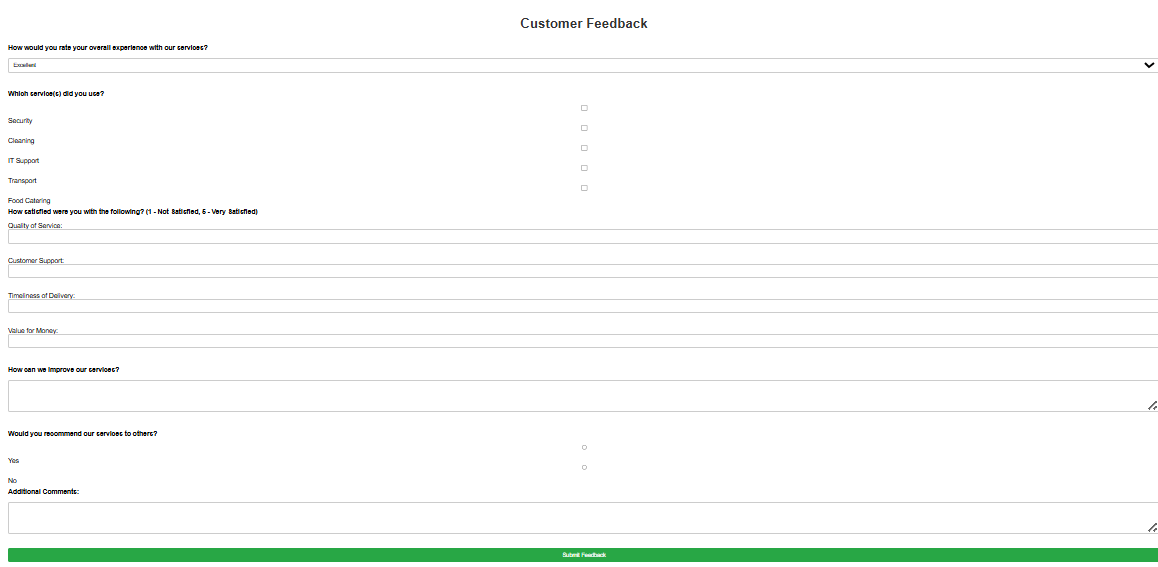 Customer Feedback
How would you rate your overall experience with our services?
Excellent
Which service(s) did you use?
Security
Cleaning
IT Support
Transport
Food Catering
How satisfied were you with the following? (1 - Not Satisfied, 5 - Very Satisfied)
Quality of Service:
Customer Support:
Timeliness of Delivery:
Value for Money:
How can we improve our services?
Would you recommend our services to others?
Yes
No
Additional Comments:
Submit Feedback